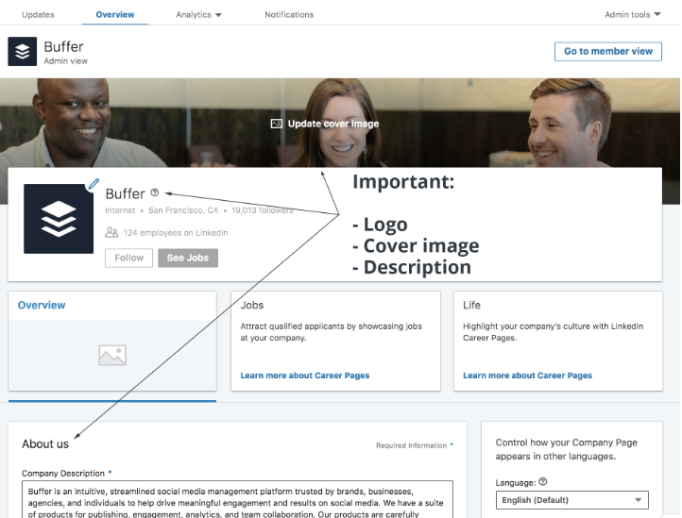 Updates Overview Analytics Notifications Admin tools
Buffer
Admin view
Go to member view
Update cover image
Important:
- Logo
- Cover image
- Description
Buffer
Internet • San Francisco, CA • 19,013 followers
124 employees on LinkedIn
Follow See Jobs
Overview
Jobs
Attract qualified applicants by showcasing jobs
at your company.
Learn more about Career Pages
Life
Highlight your company's culture with LinkedIn
Career Pages.
Learn more about Career Pages
About us
Required Information *
Company Description *
Buffer is an intuitive, streamlined social media management platform trusted by brands, businesses,
agencies, and individuals to help drive meaningful engagement and results on social media. We have a suite
of products for publishing, engagement, analytics, and team collaboration. Our products are carefully
Control how your Company Page
appears in other languages.
Language:
English (Default)